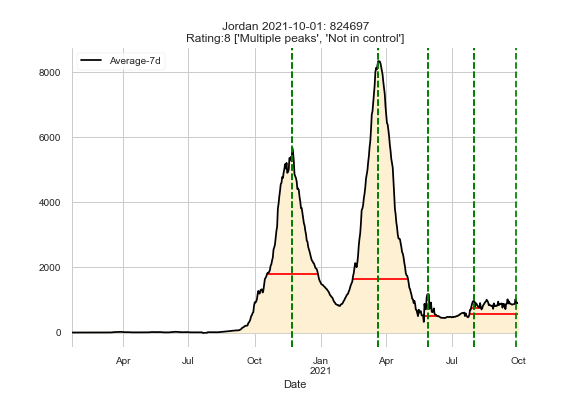 Jordan 2021-10-01: 824697
Rating:8 ['Multiple peaks', 'Not in control']
Average-7d
8000
6000
4000
2000
0
Apr Jul Oct Jan Apr Jul Oct
2021
Date